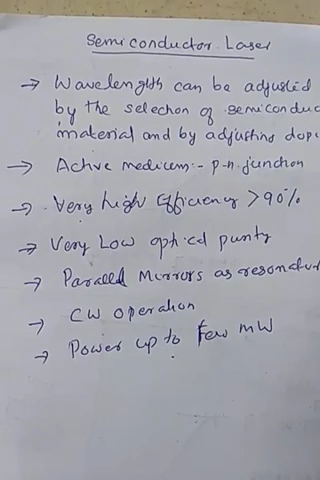 Semiconductor Laser
→ Wavelength can be adjusted
by the selection of semiconduc
material and by adjusting dopi
→ Active medium:- p-n junction
→ Very high Efficiency >90%
→ Very Low optical purity
→ Parallel Mirrors as resonator
→ CW operation
→ Power up to Few mW